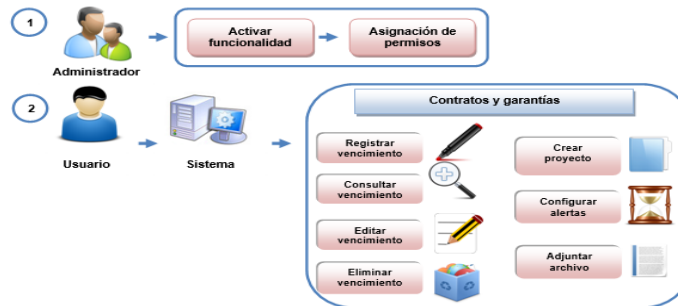 1
Activar
funcionalidad
Asignación de
permisos
Administrador
2
Usuario
Sistema
Contratos y garantías
Registrar
vencimiento
Consultar
vencimiento
Editar
vencimiento
Eliminar
vencimiento
Crear
proyecto
Configurar
alertas
Adjuntar
archivo